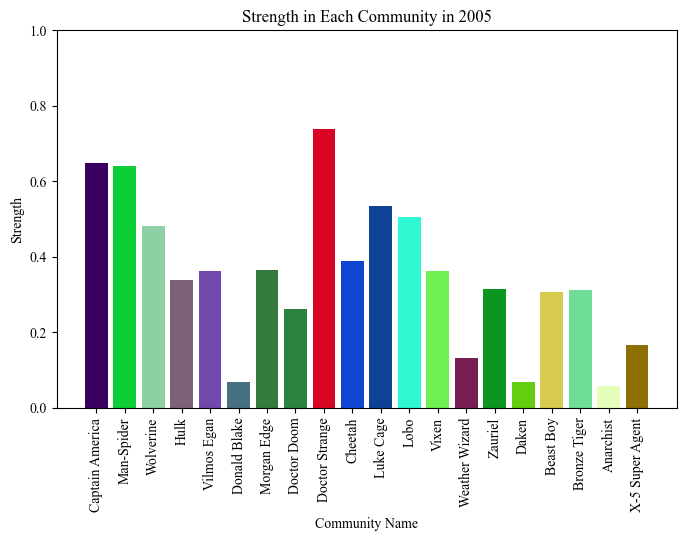 Strength in Each Community in 2005
Strength
1.0
0.8
0.6
0.4
0.2
0.0
Captain America
Man-Spider
Wolverine
Hulk
Vilmos Egan
Donald Blake
Morgan Edge
Doctor Doom
Doctor Strange
Cheetah
Luke Cage
Lobo
Vixen
Weather Wizard
Zauriel
Daken
Beast Boy
Bronze Tiger
Anarchist
X-5 Super Agent
Community Name